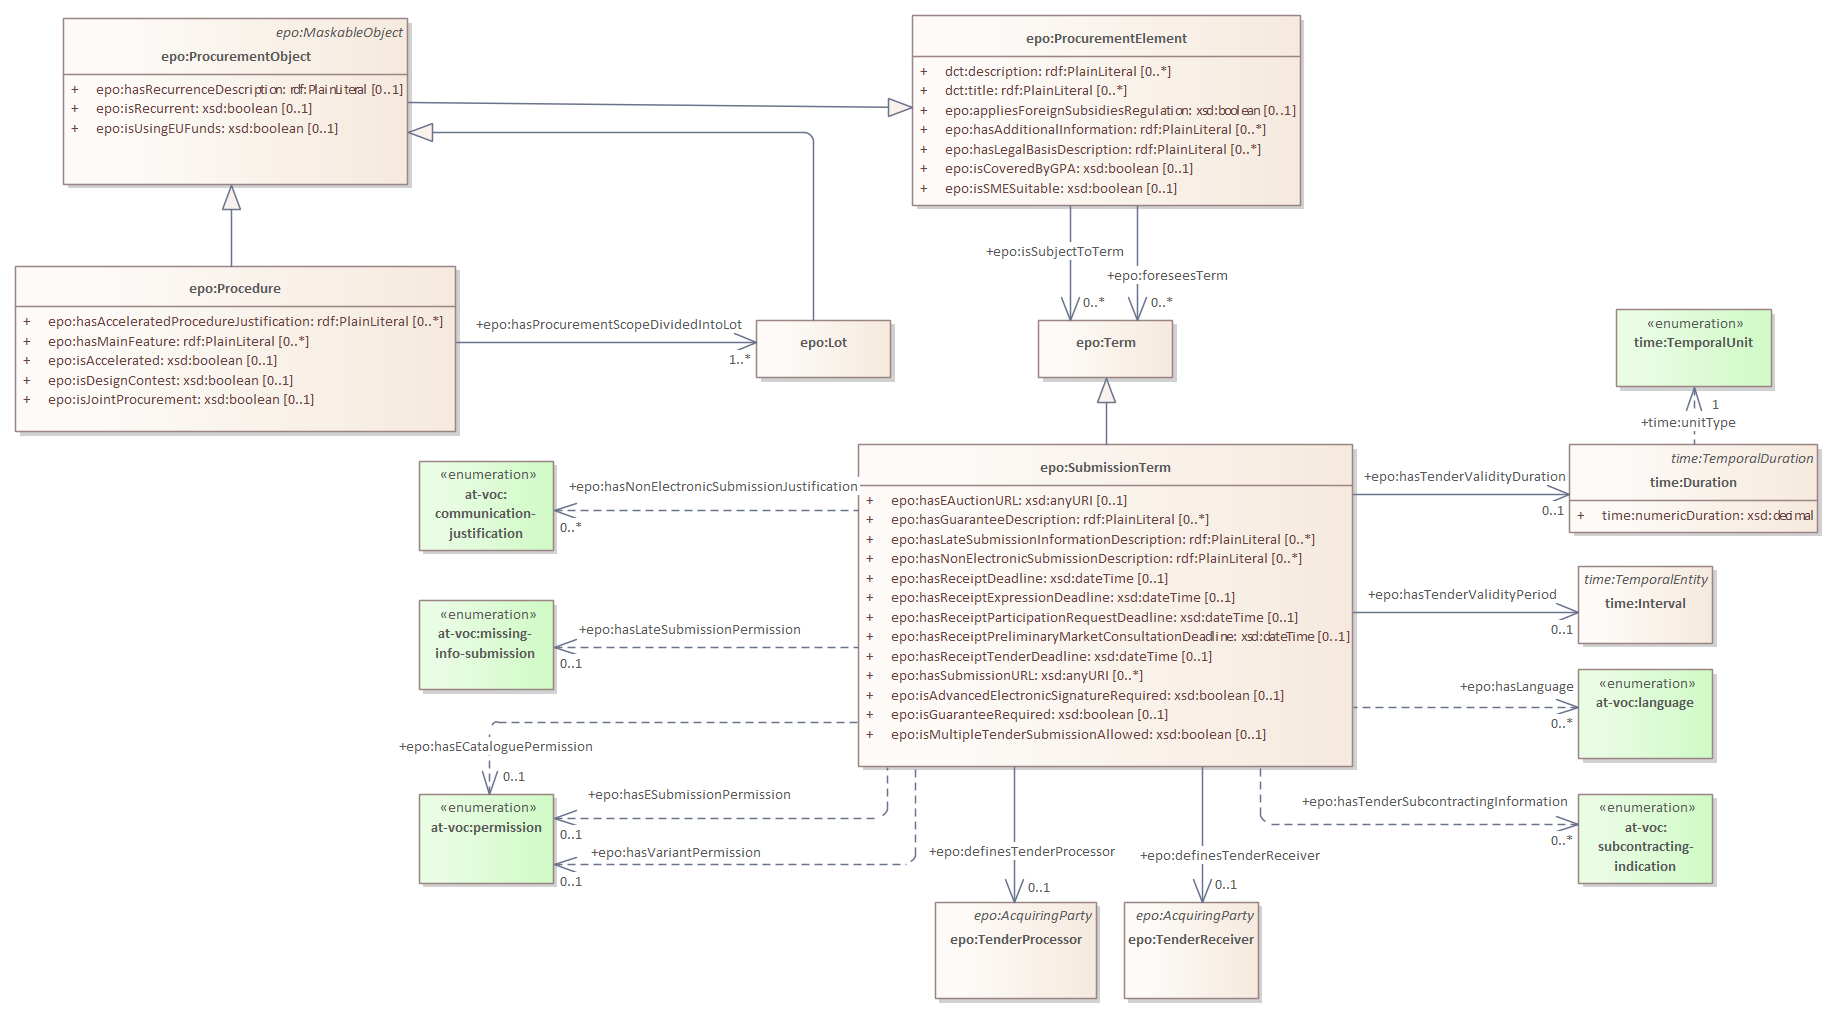 epo:MaskableObject
epo:ProcurementObject
+ epo:hasRecurrenceDescription: rdf:PlainLiteral [0..1]
+ epo:isRecurrent: xsd:boolean [0..1]
+ epo:isUsingEUFunds: xsd:boolean [0..1]
epo:ProcurementElement
+ dct:description: rdf:PlainLiteral [0..*]
+ dct:title: rdf:PlainLiteral [0..*]
+ epo:appliesForeignSubsidiesRegulation: xsd:boolean [0..1]
+ epo:hasAdditionalInformation: rdf:PlainLiteral [0..*]
+ epo:hasLegalBasisDescription: rdf:PlainLiteral [0..*]
+ epo:isCoveredByGPA: xsd:boolean [0..1]
+ epo:isSMESuitable: xsd:boolean [0..1]
+epo:isSubjectToTerm
0..*
+epo:foreseesTerm
0..*
epo:Procedure
+ epo:hasAcceleratedProcedureJustification: rdf:PlainLiteral [0..*]
+ epo:hasMainFeature: rdf:PlainLiteral [0..*]
+ epo:isAccelerated: xsd:boolean [0..1]
+ epo:isDesignContest: xsd:boolean [0..1]
+ epo:isJointProcurement: xsd:boolean [0..1]
+epo:hasProcurementScopeDividedIntoLot
1..*
epo:Lot
epo:Term
«enumeration»
time:TemporalUnit
1
+time:unitType
time:TemporalDuration
time:Duration
+ time:numericDuration: xsd:decimal
epo:SubmissionTerm
+ epo:hasEAuctionURL: xsd:anyURI [0..1]
+ epo:hasGuaranteeDescription: rdf:PlainLiteral [0..*]
+ epo:hasLateSubmissionInformationDescription: rdf:PlainLiteral [0..*]
+ epo:hasNonElectronicSubmissionDescription: rdf:PlainLiteral [0..*]
+ epo:hasReceiptDeadline: xsd:dateTime [0..1]
+ epo:hasReceiptExpressionDeadline: xsd:dateTime [0..1]
+ epo:hasReceiptParticipationRequestDeadline: xsd:dateTime [0..1]
+ epo:hasReceiptPreliminaryMarketConsultationDeadline: xsd:dateTime [0..1]
+ epo:hasReceiptTenderDeadline: xsd:dateTime [0..1]
+ epo:hasSubmissionURL: xsd:anyURI [0..*]
+ epo:isAdvancedElectronicSignatureRequired: xsd:boolean [0..1]
+ epo:isGuaranteeRequired: xsd:boolean [0..1]
+ epo:isMultipleTenderSubmissionAllowed: xsd:boolean [0..1]
+epo:hasTenderValidityDuration
0..1
+epo:hasTenderValidityPeriod
0..1
time:TemporalEntity
time:Interval
+epo:hasLanguage
0..*
«enumeration»
at-voc:language
+epo:hasTenderSubcontractingInformation
0..*
«enumeration»
at-voc:
subcontracting-
indication
+epo:hasNonElectronicSubmissionJustification
0..*
«enumeration»
at-voc:
communication-
justification
+epo:hasLateSubmissionPermission
0..1
«enumeration»
at-voc:missing-
info-submission
+epo:hasECataloguePermission
0..1
+epo:hasESubmissionPermission
0..1
+epo:hasVariantPermission
0..1
«enumeration»
at-voc:permission
+epo:definesTenderProcessor
0..1
+epo:definesTenderReceiver
0..1
epo:AcquiringParty
epo:TenderProcessor
epo:AcquiringParty
epo:TenderReceiver